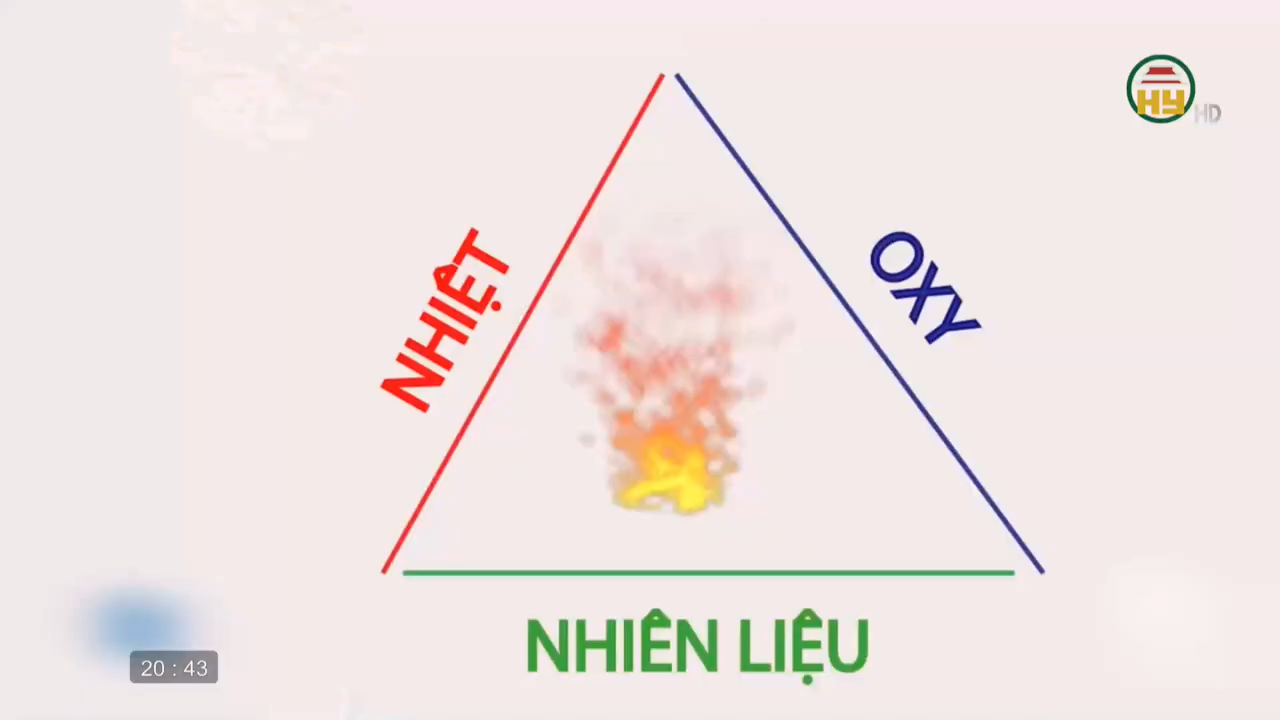 HY
HD
NHIỆT
OXY
NHIÊN LIỆU
20 : 43